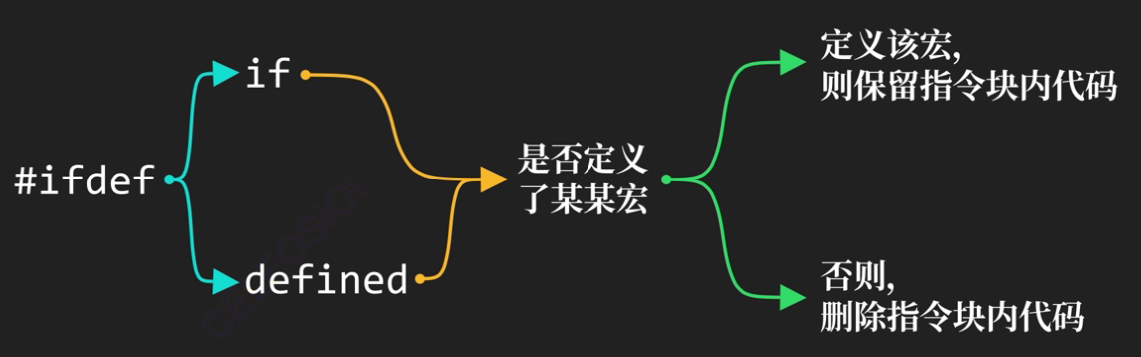 #ifdef
if
defined
是否定义
了某某宏
定义该宏,
则保留指令块内代码
否则,
删除指令块内代码